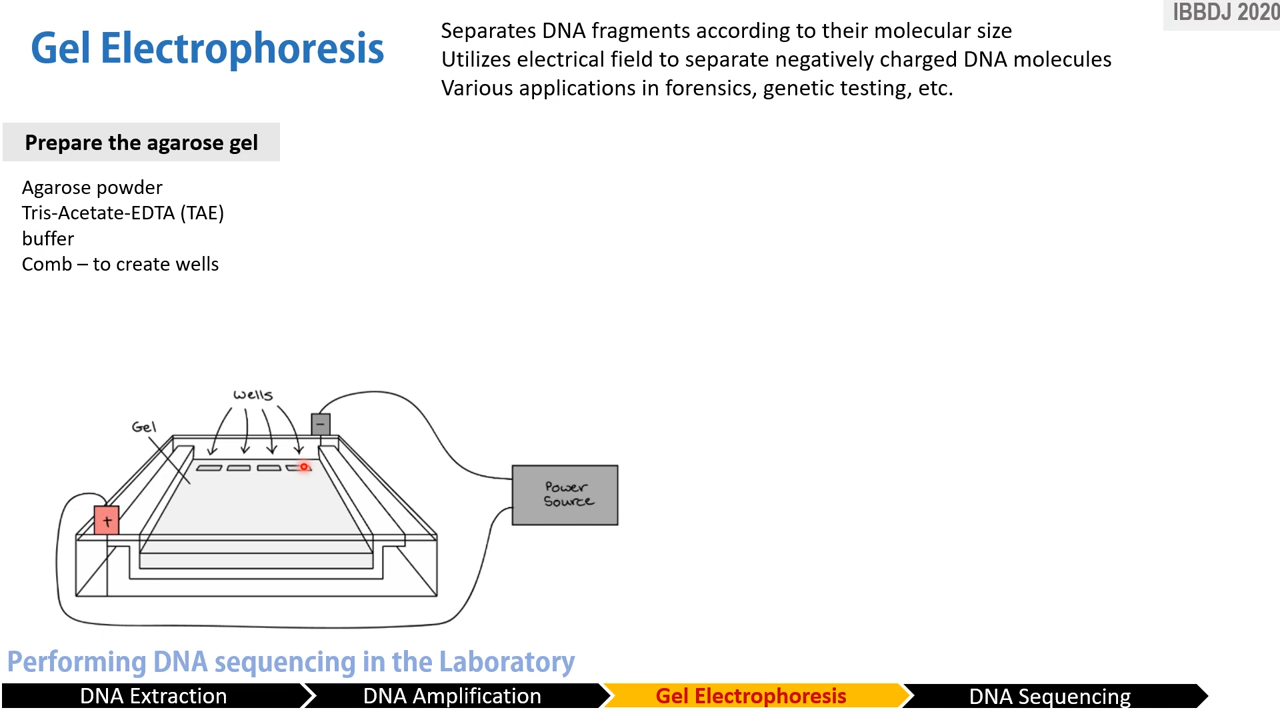 IBBDJ 2020
Gel Electrophoresis
Separates DNA fragments according to their molecular size
Utilizes electrical field to separate negatively charged DNA molecules
Various applications in forensics, genetic testing, etc.
Prepare the agarose gel
Agarose powder
Tris-Acetate-EDTA (TAE)
buffer
Comb – to create wells
Wells
Gel
−
+
Power
Source
Performing DNA sequencing in the Laboratory
DNA Extraction
DNA Amplification
Gel Electrophoresis
DNA Sequencing